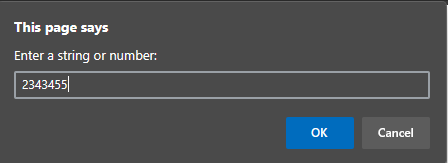 This page says
Enter a string or number:
2343455
OK Cancel